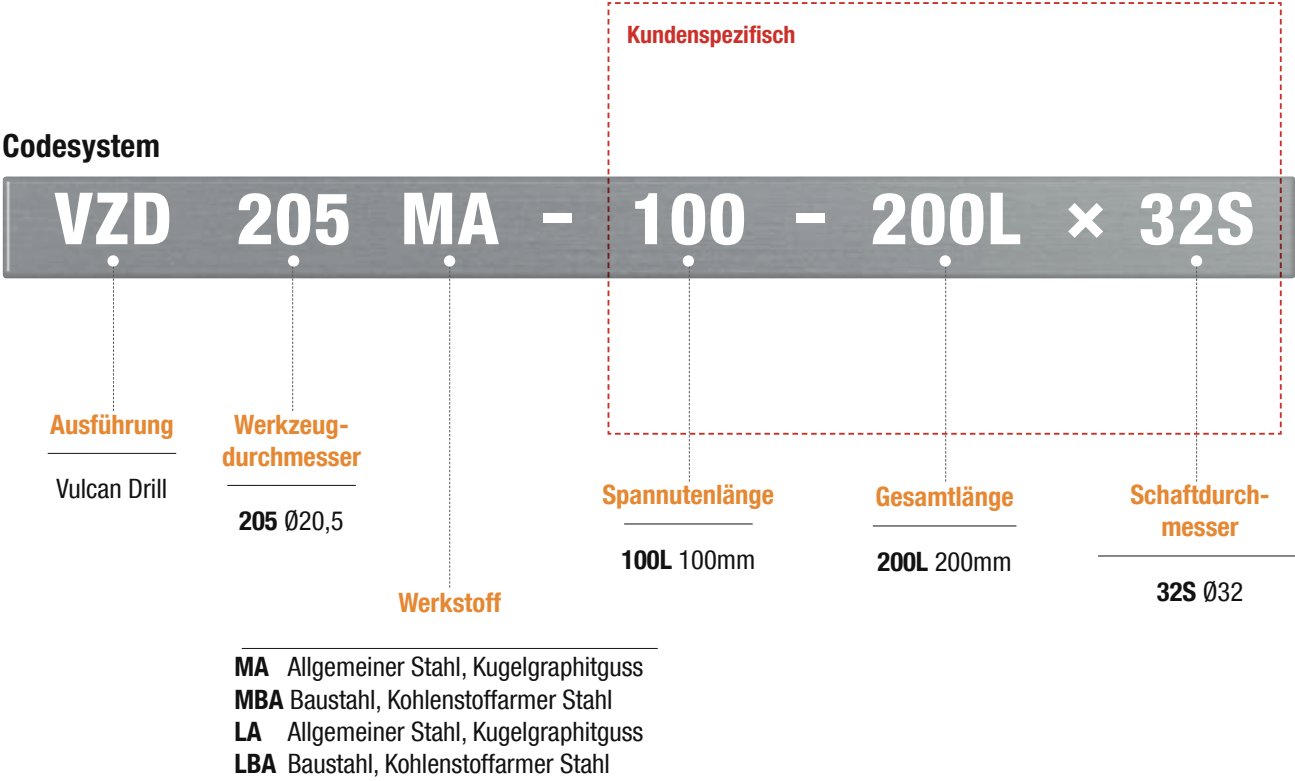 Kundenspezifisch
Codesystem
VZD 205 MA - 100 - 200L × 32S
Ausführung
Vulcan Drill
Werkzeug-
durchmesser
205 Ø20,5
Werkstoff
MA Allgemeiner Stahl, Kugelgraphitguss
MBA Baustahl, Kohlenstoffarmer Stahl
LA Allgemeiner Stahl, Kugelgraphitguss
LBA Baustahl, Kohlenstoffarmer Stahl
Spannutenlänge
100L 100mm
Gesamtlänge
200L 200mm
Schaftdurch-
messer
32S Ø32